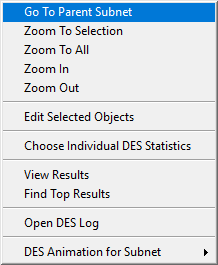 Go To Parent Subnet
Zoom To Selection
Zoom To All
Zoom In
Zoom Out
Edit Selected Objects
Choose Individual DES Statistics
View Results
Find Top Results
Open DES Log
DES Animation for Subnet